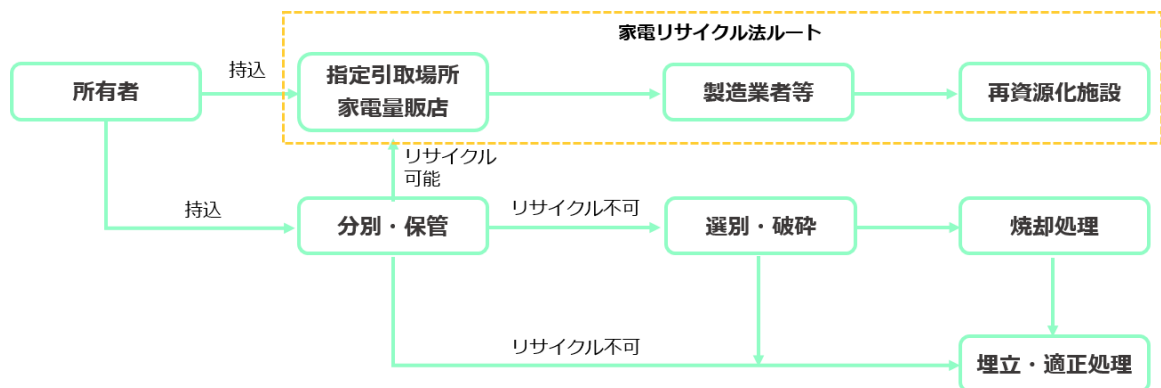 家電リサイクル法ルート
所有者
持込
指定引取場所
家電量販店
製造業者等
再資源化施設
リサイクル
可能
持込
分別・保管
リサイクル不可
選別・破砕
焼却処理
リサイクル不可
埋立・適正処理